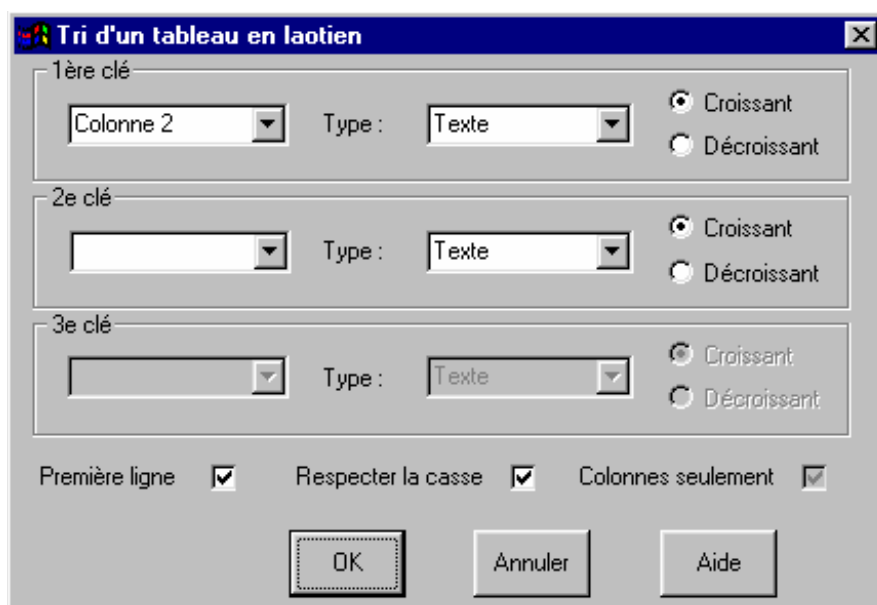 Tri d'un tableau en laotien
1ère clé
Colonne 2 Type : Texte Croissant
Décroissant
2e clé
Type : Texte Croissant
Décroissant
3e clé
Type : Texte Croissant
Décroissant
Première ligne Respecter la casse Colonnes seulement
OK Annuler Aide